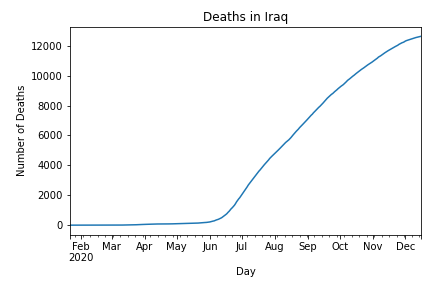 Deaths in Iraq
Number of Deaths
12000
10000
8000
6000
4000
2000
0
Feb Mar Apr May Jun Jul Aug Sep Oct Nov Dec
2020
Day